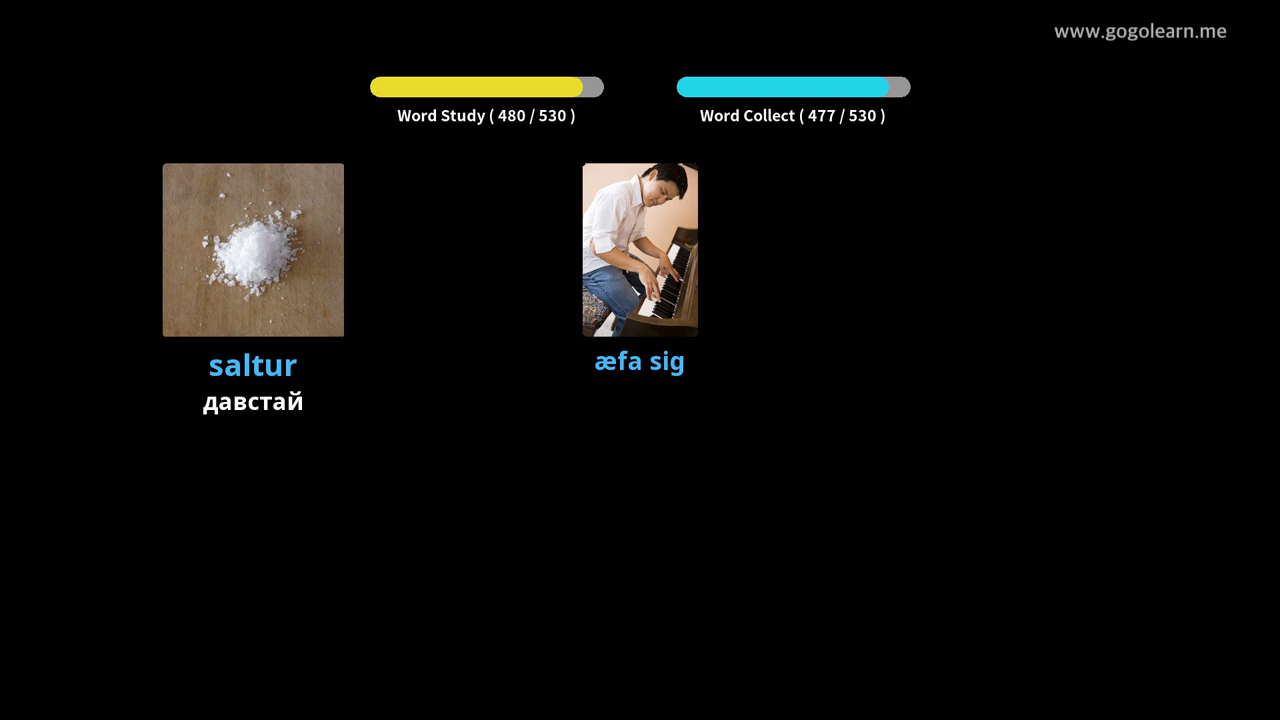 www.gogolearn.me
Word Study ( 480 / 530 )
Word Collect ( 477 / 530 )
saltur
давстай
æfa sig